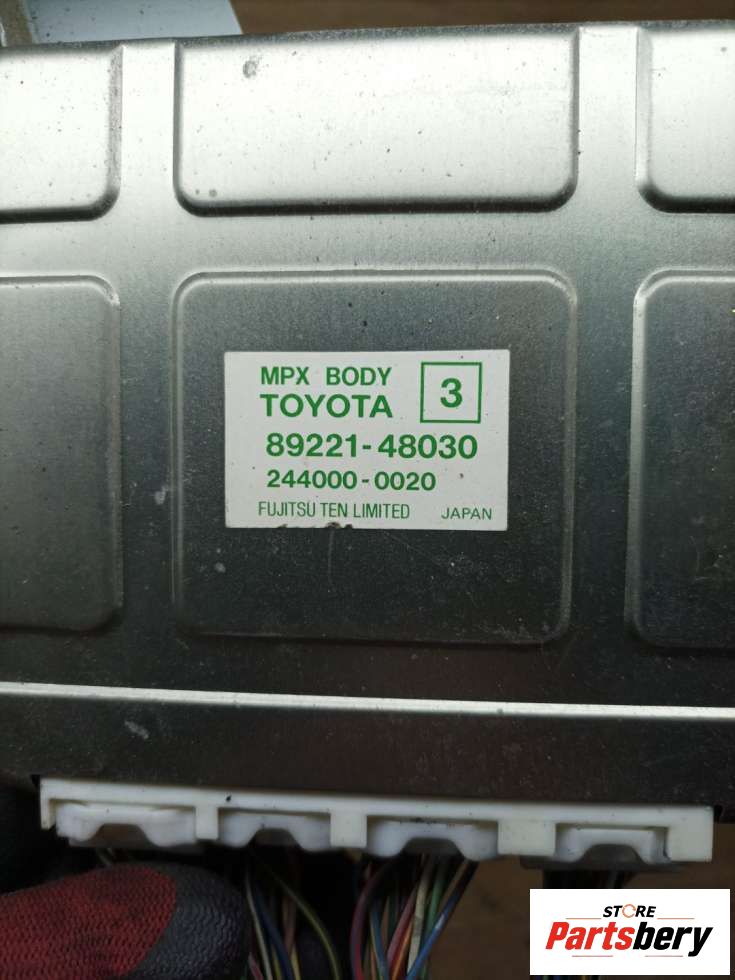 MPX BODY 3
TOYOTA
89221-48030
244000-0020
FUJITSU TEN LIMITED JAPAN
STORE
Partsbery